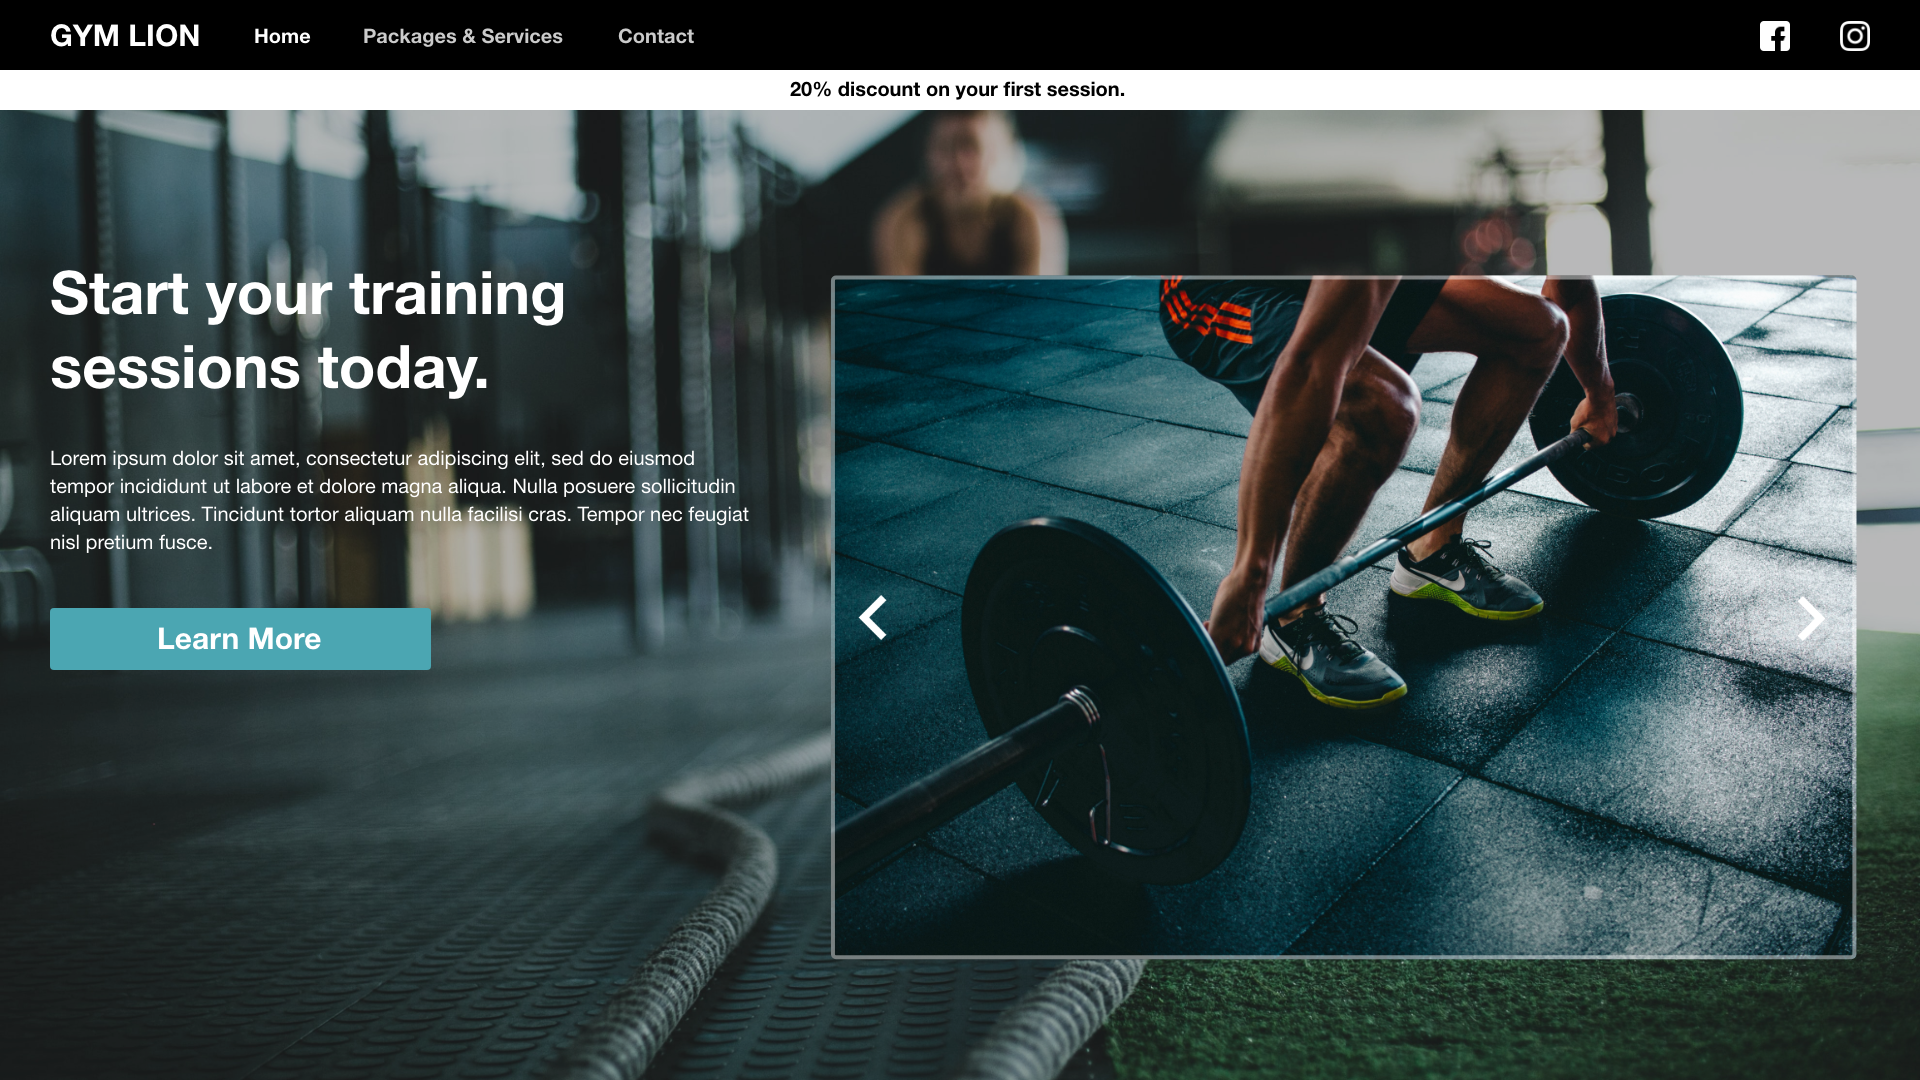 GYM LION
Home
Packages & Services
Contact
20% discount on your first session.
Start your training
sessions today.
Lorem ipsum dolor sit amet, consectetur adipiscing elit, sed do eiusmod
tempor incididunt ut labore et dolore magna aliqua. Nulla posuere sollicitudin
aliquam ultrices. Tincidunt tortor aliquam nulla facilisi cras. Tempor nec feugiat
nisl pretium fusce.
Learn More